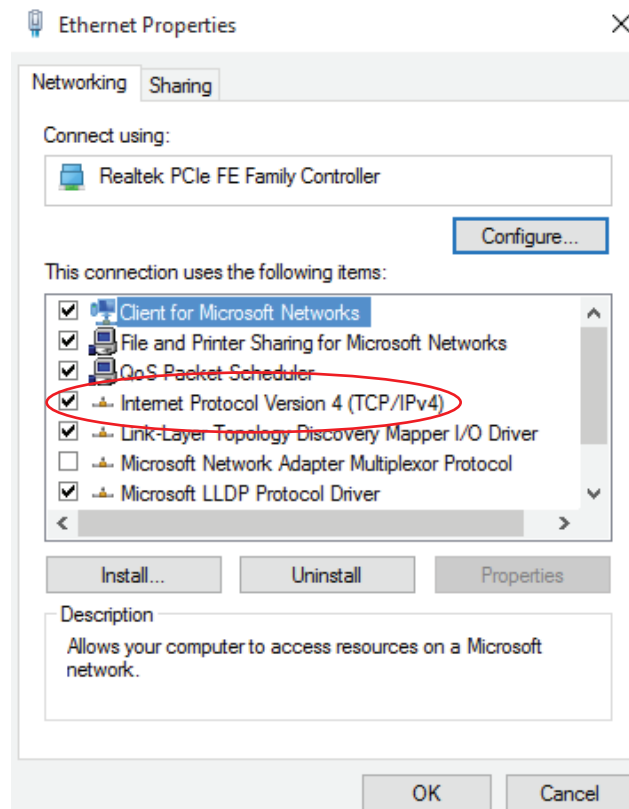 Ethernet Properties
Networking
Sharing
Connect using:
Realtek PCIe FE Family Controller
Configure...
This connection uses the following items:
Client for Microsoft Networks
File and Printer Sharing for Microsoft Networks
QoS Packet Scheduler
Internet Protocol Version 4 (TCP/IPv4)
Link-Layer Topology Discovery Mapper I/O Driver
Microsoft Network Adapter Multiplexor Protocol
Microsoft LLDP Protocol Driver
Install...
Uninstall
Properties
Description
Allows your computer to access resources on a Microsoft
network.
OK
Cancel